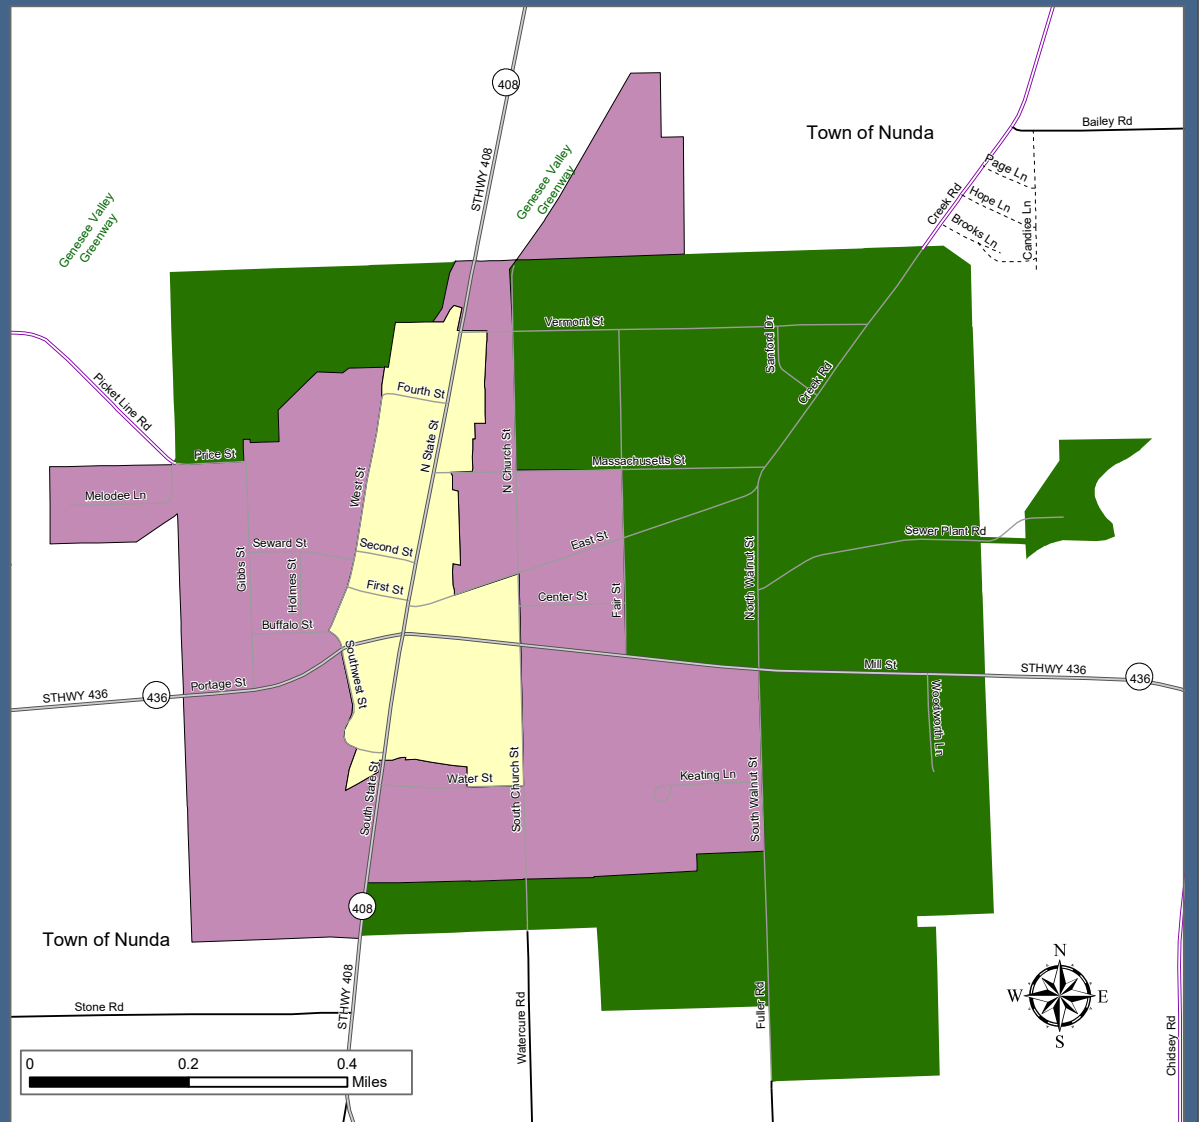 408
Town of Nunda
Bailey Rd
STHWY 408
Genesee Valley
Greenway
Page Ln
Hope Ln
Creek Rd
Brooks Ln
Candice Ln
Genesee Valley
Greenway
Vermont St
Sanford Dr
Creek Rd
Picket Line Rd
Fourth St
N State St
Price St
N Church St
Massachusetts St
West St
Melodee Ln
Sewer Plant Rd
Seward St
Second St
East St
Gibbs St
Holmes St
First St
Center St
Fair St
North Walnut St
Buffalo St
Southwest St
Mill St
STHWY 436
436
Portage St
STHWY 436
436
Woodworth Ln
Water St
South Church St
Keating Ln
South Walnut St
South State St
408
Town of Nunda
N
W
E
S
STHWY 408
Stone Rd
Watercure Rd
Fuller Rd
Chidsey Rd
0
0.2
0.4
Miles